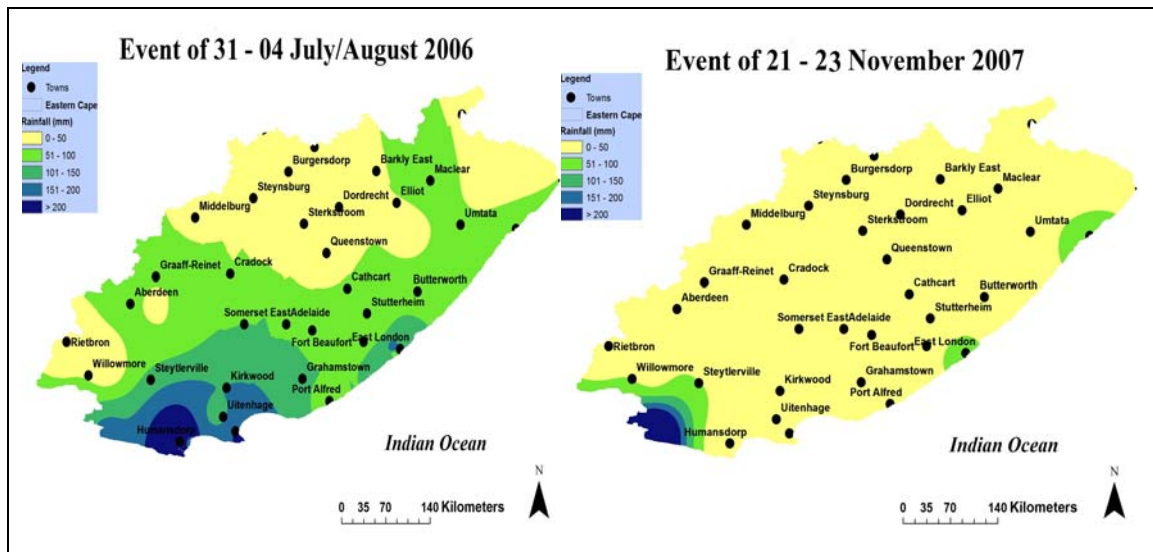 Event of 31 - 04 July/August 2006
Legend
Towns
Eastern Cape
Rainfall (mm)
0 - 50
51 - 100
101 - 150
151 - 200
> 200
Burgersdorp
Barkly East
Maclear
Steynsburg
Dordrecht
Elliot
Middelburg
Sterkstroom
Umtata
Queenstown
Graaff-Reinet
Cradock
Cathcart
Butterworth
Aberdeen
Stutterheim
Somerset EastAdelaide
Fort Beaufort
East London
Rietbron
Willowmore
Steytlerville
Kirkwood
Grahamstown
Port Alfred
Uitenhage
Humansdorp
Indian Ocean
N
0 35 70 140 Kilometers
Event of 21 - 23 November 2007
Legend
Towns
Eastern Cape
Rainfall (mm)
0 - 50
51 - 100
101 - 150
151 - 200
> 200
Burgersdorp
Barkly East
Maclear
Steynsburg
Dordrecht
Elliot
Middelburg
Sterkstroom
Umtata
Queenstown
Graaff-Reinet
Cradock
Cathcart
Butterworth
Aberdeen
Stutterheim
Somerset EastAdelaide
Fort Beaufort
East London
Rietbron
Willowmore
Steytlerville
Kirkwood
Grahamstown
Port Alfred
Uitenhage
Humansdorp
Indian Ocean
N
0 35 70 140 Kilometers